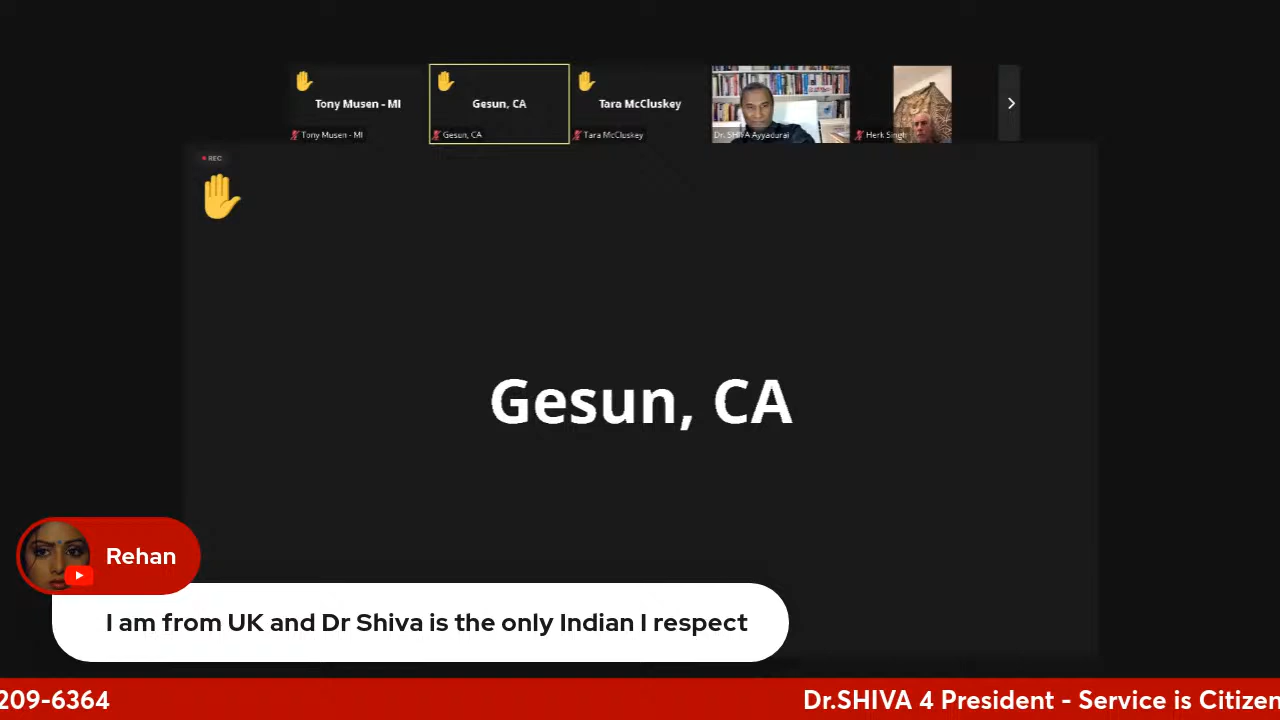 Tony Musen - MI
Gesun, CA
Tara McCluskey
Tony Musen - MI
Gesun, CA
Tara McCluskey
Dr. SHIVA Ayyadurai
Herk Singh
REC
Gesun, CA
Rehan
I am from UK and Dr Shiva is the only Indian I respect
209-6364
Dr.SHIVA 4 President - Service is Citizen